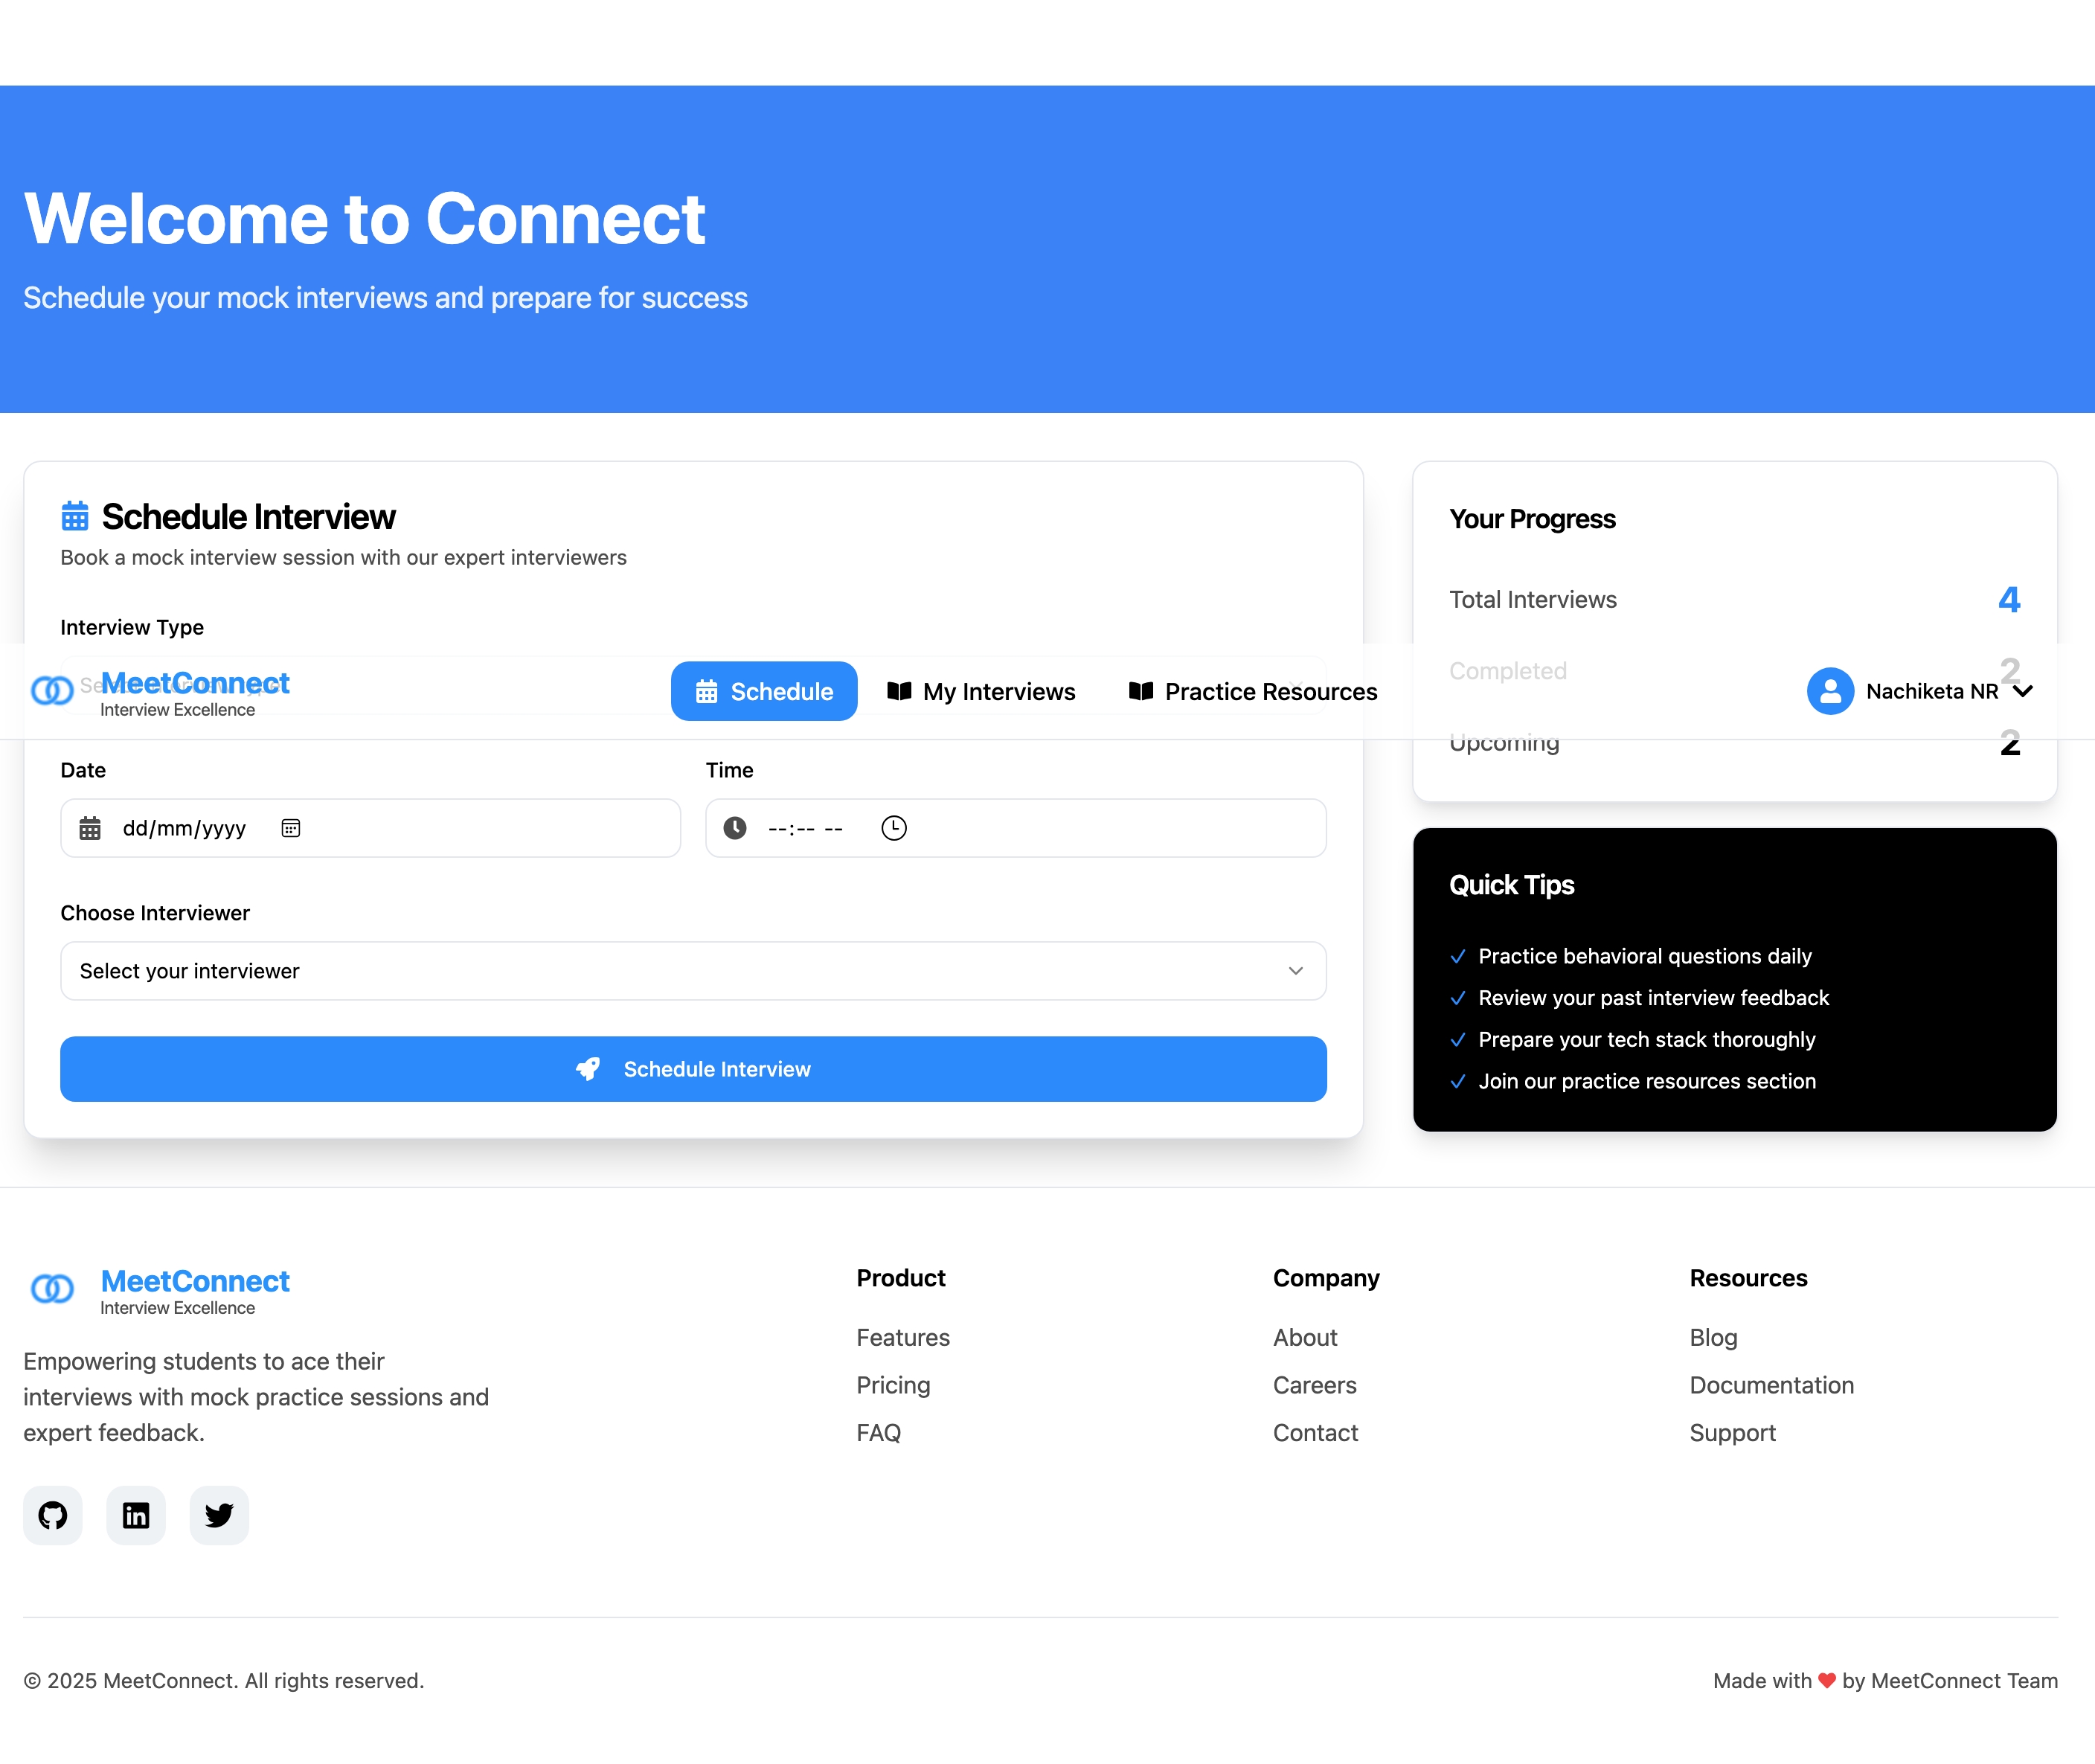 Welcome to Connect
Schedule your mock interviews and prepare for success
Schedule Interview
Book a mock interview session with our expert interviewers
Interview Type
MeetConnect
Interview Excellence
Schedule
My Interviews
Practice Resources
Nachiketa NR
Date
Time
dd/mm/yyyy
--:-- --
Choose Interviewer
Select your interviewer
Schedule Interview
Your Progress
Total Interviews 4
Completed 2
Upcoming 2
Quick Tips
Practice behavioral questions daily
Review your past interview feedback
Prepare your tech stack thoroughly
Join our practice resources section
MeetConnect
Interview Excellence
Empowering students to ace their
interviews with mock practice sessions and
expert feedback.
Product
Features
Pricing
FAQ
Company
About
Careers
Contact
Resources
Blog
Documentation
Support
© 2025 MeetConnect. All rights reserved.
Made with ❤ by MeetConnect Team